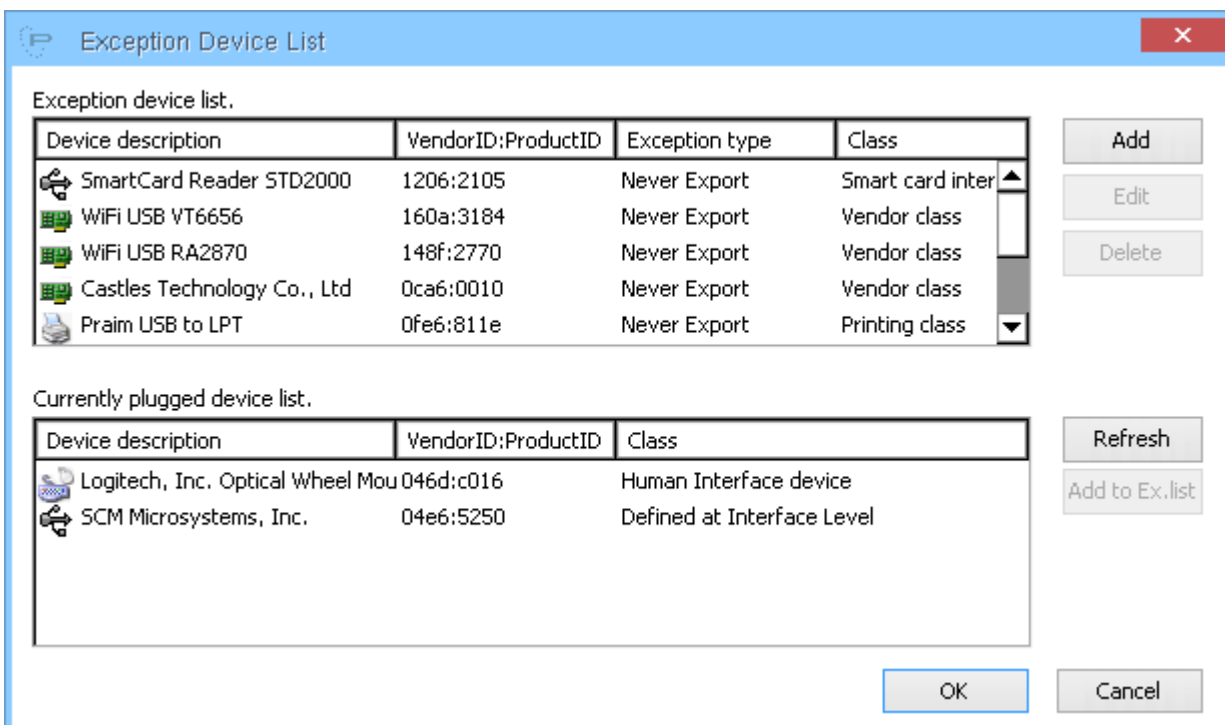 Exception Device List
Exception device list.
Device description VendorID:ProductID Exception type Class
SmartCard Reader STD2000 1206:2105 Never Export Smart card inter
WiFi USB VT6656 160a:3184 Never Export Vendor class
WiFi USB RA2870 148f:2770 Never Export Vendor class
Castles Technology Co., Ltd 0ca6:0010 Never Export Vendor class
Praim USB to LPT 0fe6:811e Never Export Printing class
Add
Edit
Delete
Currently plugged device list.
Device description VendorID:ProductID Class
Logitech, Inc. Optical Wheel Mou 046d:c016 Human Interface device
SCM Microsystems, Inc. 04e6:5250 Defined at Interface Level
Refresh
Add to Ex.list
OK Cancel